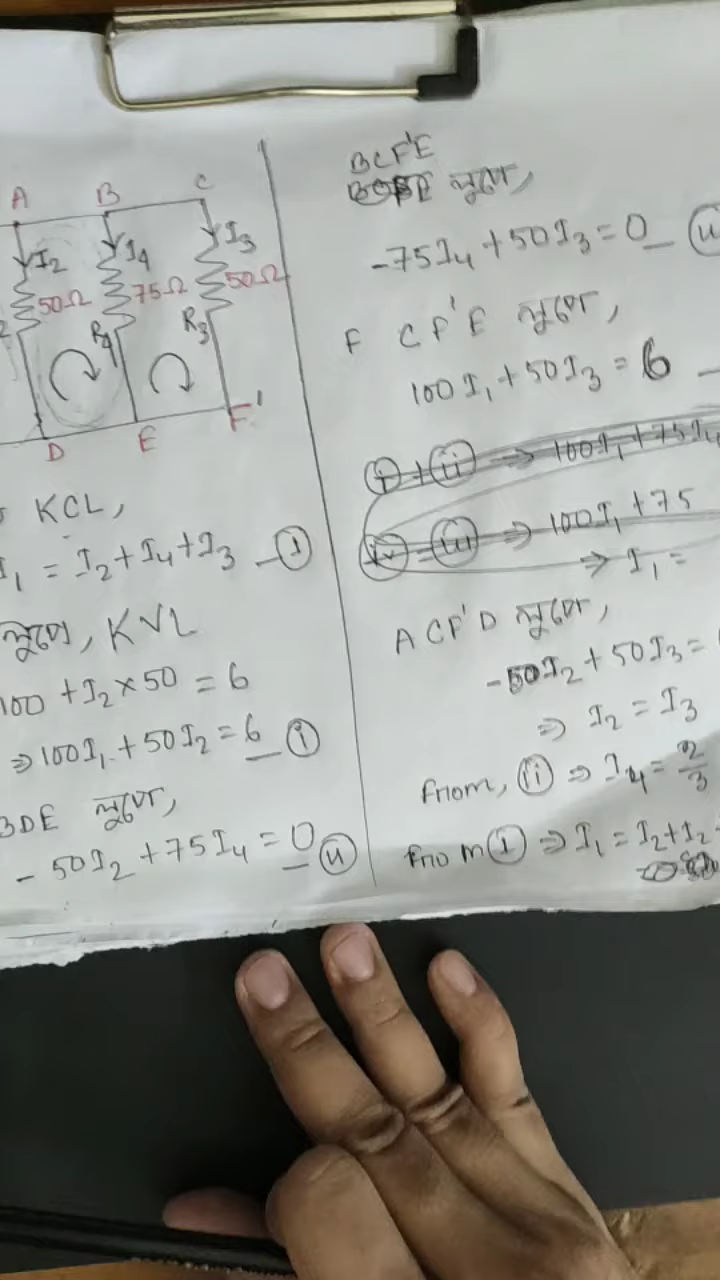 A B C
I₂ I₄ I₃
50Ω 75Ω 50Ω
R₄ R₃
D E F'
KCL,
I₁ = I₂ + I₄ + I₃ — ①
লুপে, KVL
100 + I₂ × 50 = 6
⇒ 100I₁ + 50I₂ = 6 — ⓘ
BDE লুপে,
- 50I₂ + 75I₄ = 0 — ⓘⓘ
BCF'E
লুপে,
-75I₄ + 50I₃ = 0 —
F CF'E লুপে,
100I₁ + 50I₃ = 6 —
ⓘ + ⓘⓘ ⇒ 100I₁ + 75I₄
⇒ 100I₁ + 75
⇒ I₁ =
ACF'D লুপে,
-50I₂ + 50I₃ =
⇒ I₂ = I₃
from, ⓘⓘ ⇒ I₄ = 2/3
from ① ⇒ I₁ = I₂ + I₂